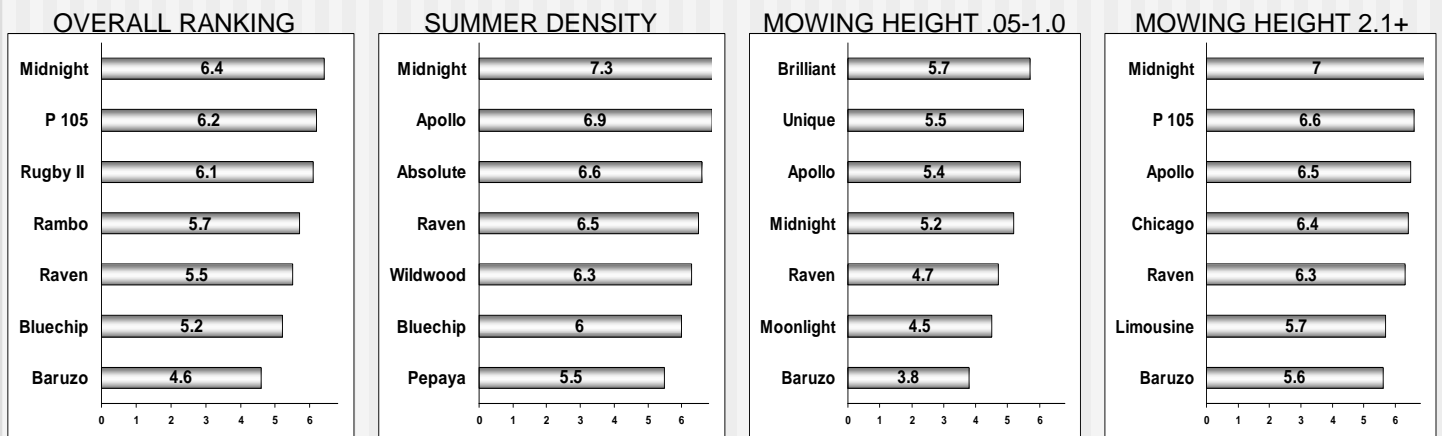 OVERALL RANKING
Midnight 6.4
P 105 6.2
Rugby II 6.1
Rambo 5.7
Raven 5.5
Bluechip 5.2
Baruzo 4.6
0 1 2 3 4 5 6
SUMMER DENSITY
Midnight 7.3
Apollo 6.9
Absolute 6.6
Raven 6.5
Wildwood 6.3
Bluechip 6
Pepaya 5.5
0 1 2 3 4 5 6
MOWING HEIGHT .05-1.0
Brilliant 5.7
Unique 5.5
Apollo 5.4
Midnight 5.2
Raven 4.7
Moonlight 4.5
Baruzo 3.8
0 1 2 3 4 5 6
MOWING HEIGHT 2.1+
Midnight 7
P 105 6.6
Apollo 6.5
Chicago 6.4
Raven 6.3
Limousine 5.7
Baruzo 5.6
0 1 2 3 4 5 6